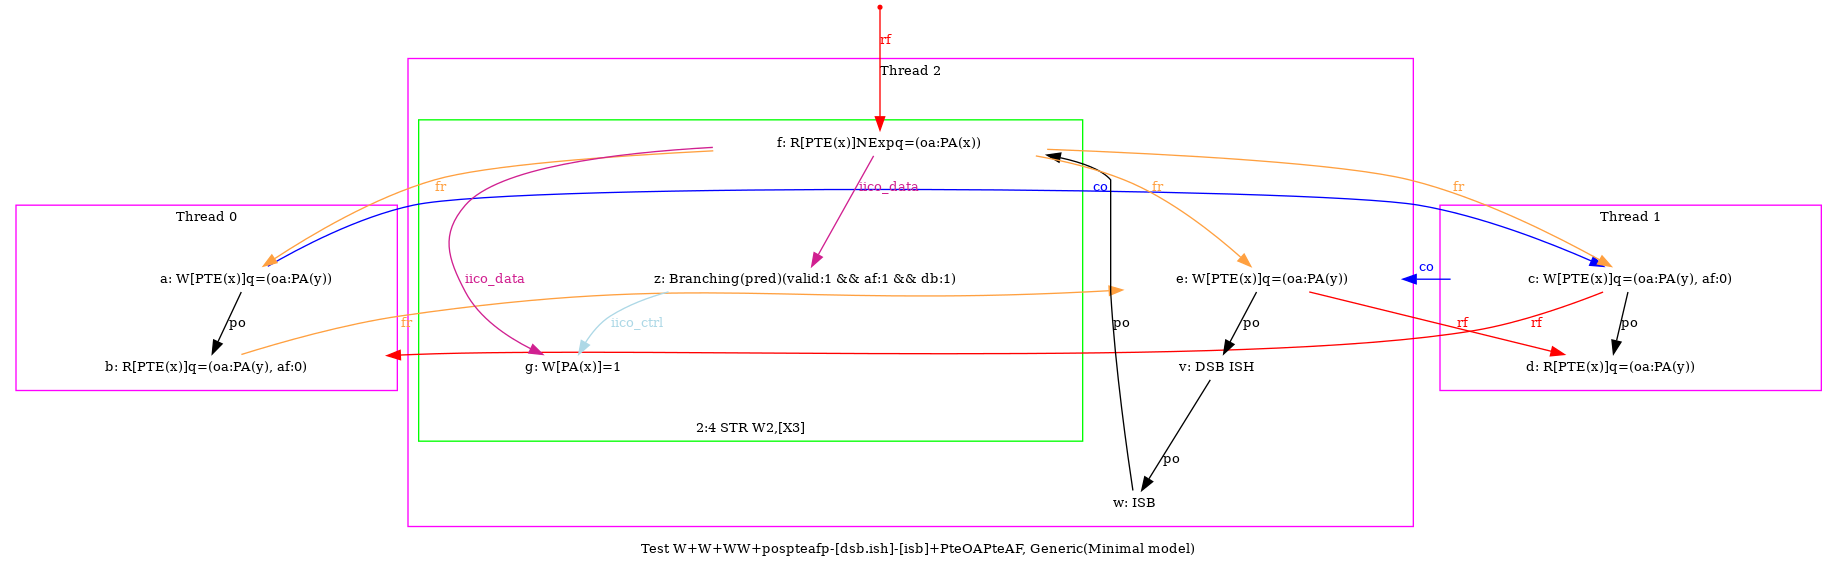 rf
Thread 2
f: R[PTE(x)]NExpq=(oa:PA(x))
fr
iico_data
co
fr
fr
Thread 0
Thread 1
a: W[PTE(x)]q=(oa:PA(y))
iico_data
z: Branching(pred)(valid:1 && af:1 && db:1)
e: W[PTE(x)]q=(oa:PA(y))
co
c: W[PTE(x)]q=(oa:PA(y), af:0)
po
fr
iico_ctrl
po
po
rf
rf
po
b: R[PTE(x)]q=(oa:PA(y), af:0)
g: W[PA(x)]=1
v: DSB ISH
d: R[PTE(x)]q=(oa:PA(y))
2:4 STR W2,[X3]
po
w: ISB
Test W+W+WW+pospteafp-[dsb.ish]-[isb]+PteOAPteAF, Generic(Minimal model)